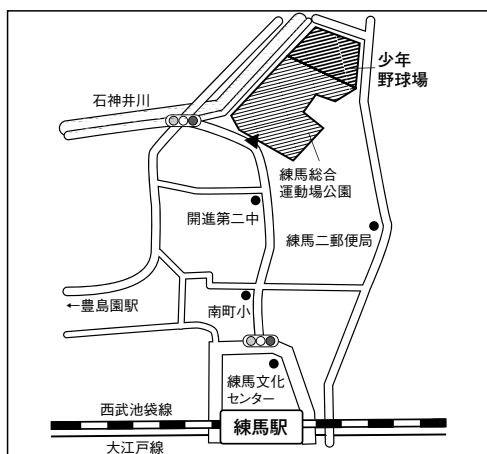 少年
野球場
石神井川
練馬総合
運動場公園
開進第二中
練馬二郵便局
←豊島園駅
南町小
練馬文化
センター
西武池袋線
練馬駅
大江戸線